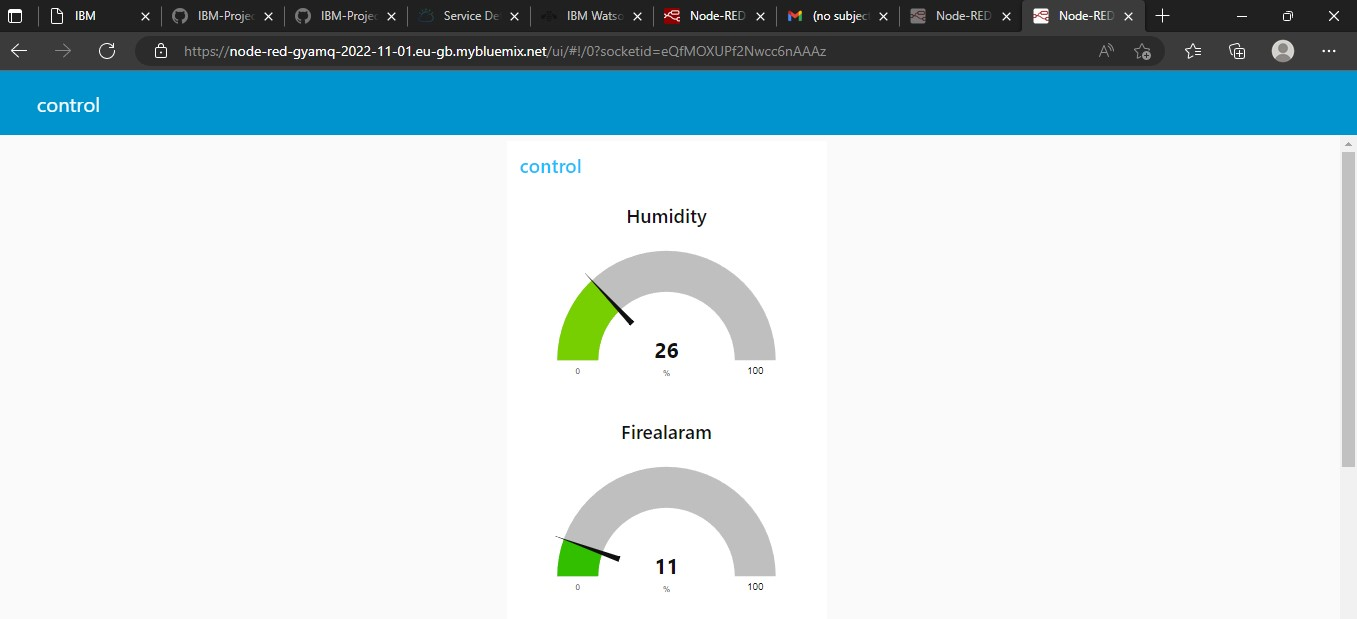 IBM
IBM-Projec
IBM-Projec
Service De
IBM Watso
Node-RED
(no subject
Node-RED
Node-RED
https://node-red-gyamq-2022-11-01.eu-gb.mybluemix.net/ui/#!/0?socketid=eQfMOXUPf2Nwcc6nAAAz
control
control
Humidity
26
0 % 100
Firealaram
11
0 % 100